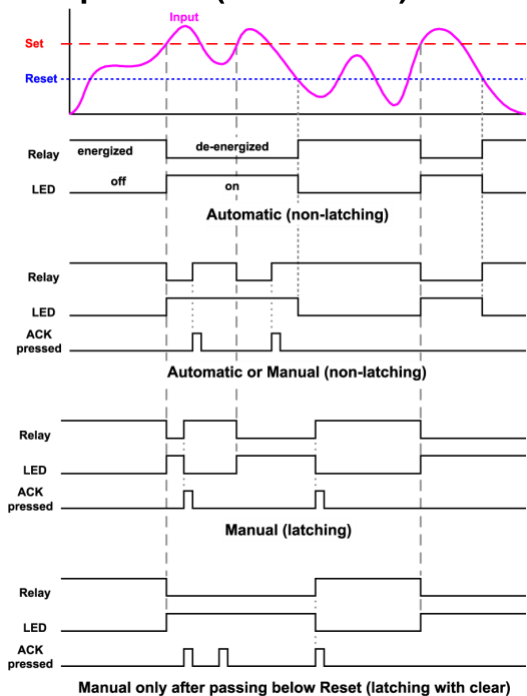 Input
Set
Reset
Relay energized de-energized
LED off on
Automatic (non-latching)
Relay
LED
ACK
pressed
Automatic or Manual (non-latching)
Relay
LED
ACK
pressed
Manual (latching)
Relay
LED
ACK
pressed
Manual only after passing below Reset (latching with clear)